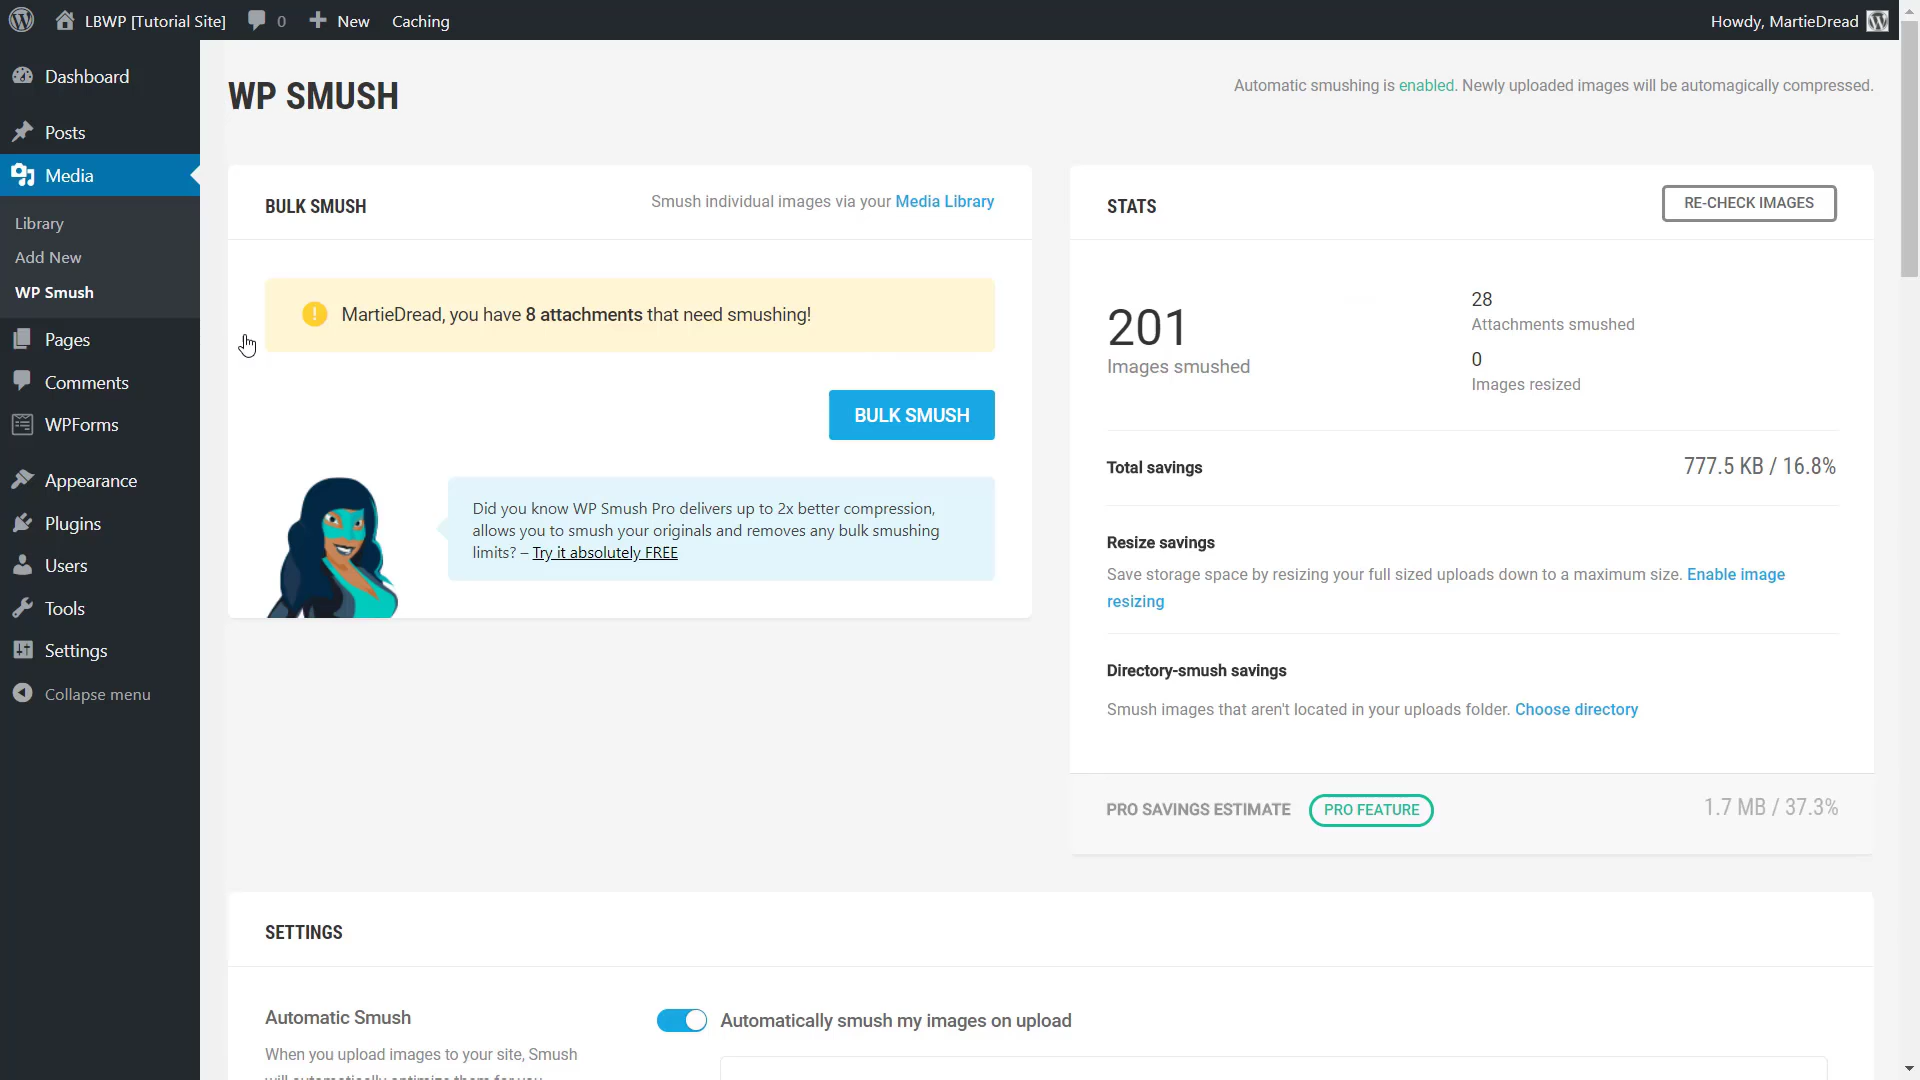 LBWP [Tutorial Site] 0 New Caching Howdy, MartieDread
Dashboard
Posts
Media
Library
Add New
WP Smush
Pages
Comments
WPForms
Appearance
Plugins
Users
Tools
Settings
Collapse menu
WP SMUSH
Automatic smushing is enabled. Newly uploaded images will be automagically compressed.
BULK SMUSH
Smush individual images via your Media Library
! MartieDread, you have 8 attachments that need smushing!
BULK SMUSH
Did you know WP Smush Pro delivers up to 2x better compression,
allows you to smush your originals and removes any bulk smushing
limits? – Try it absolutely FREE
STATS
RE-CHECK IMAGES
201
Images smushed
28
Attachments smushed
0
Images resized
Total savings 777.5 KB / 16.8%
Resize savings
Save storage space by resizing your full sized uploads down to a maximum size. Enable image
resizing
Directory-smush savings
Smush images that aren't located in your uploads folder. Choose directory
PRO SAVINGS ESTIMATE PRO FEATURE 1.7 MB / 37.3%
SETTINGS
Automatic Smush
When you upload images to your site, Smush
will automatically optimize them for you
Automatically smush my images on upload